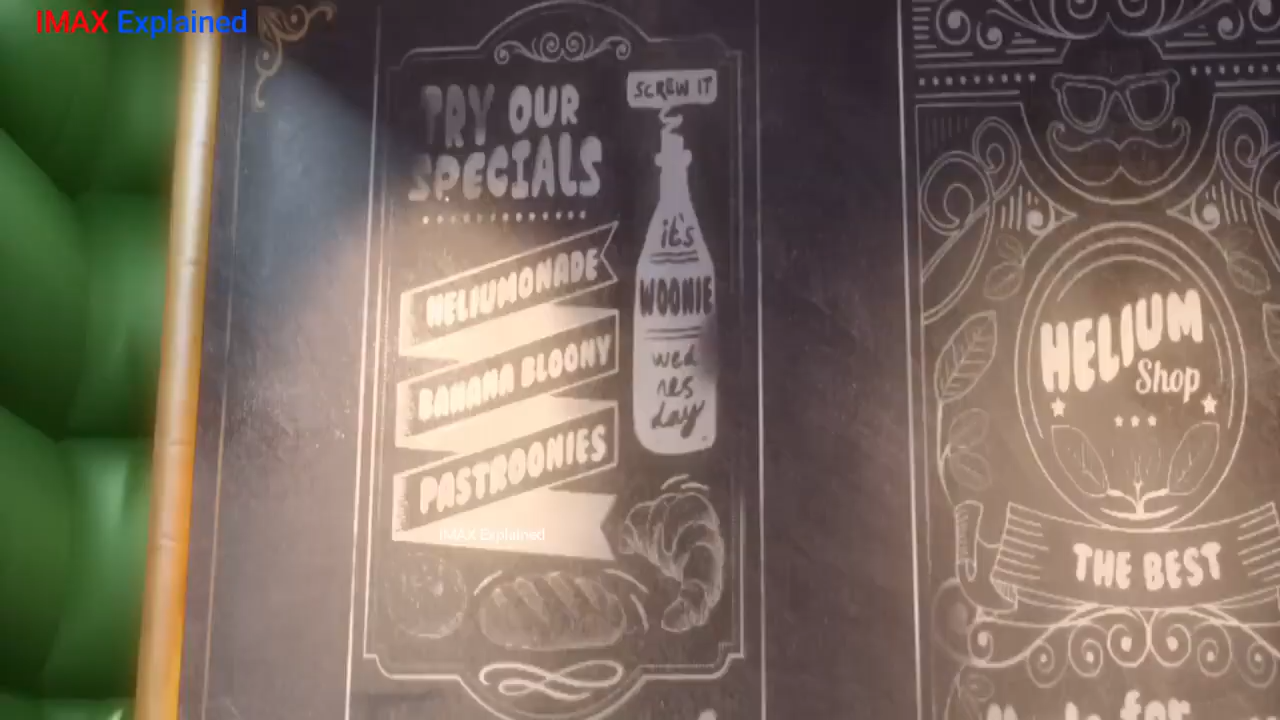 IMAX Explained
TRY OUR
SPECIALS
SCREW IT
it's
WOONIE
wed
nes
day
HELIUMONADE
BANANA BLOONY
PASTROONIES
IMAX Explained
HELIUM
Shop
THE BEST
for